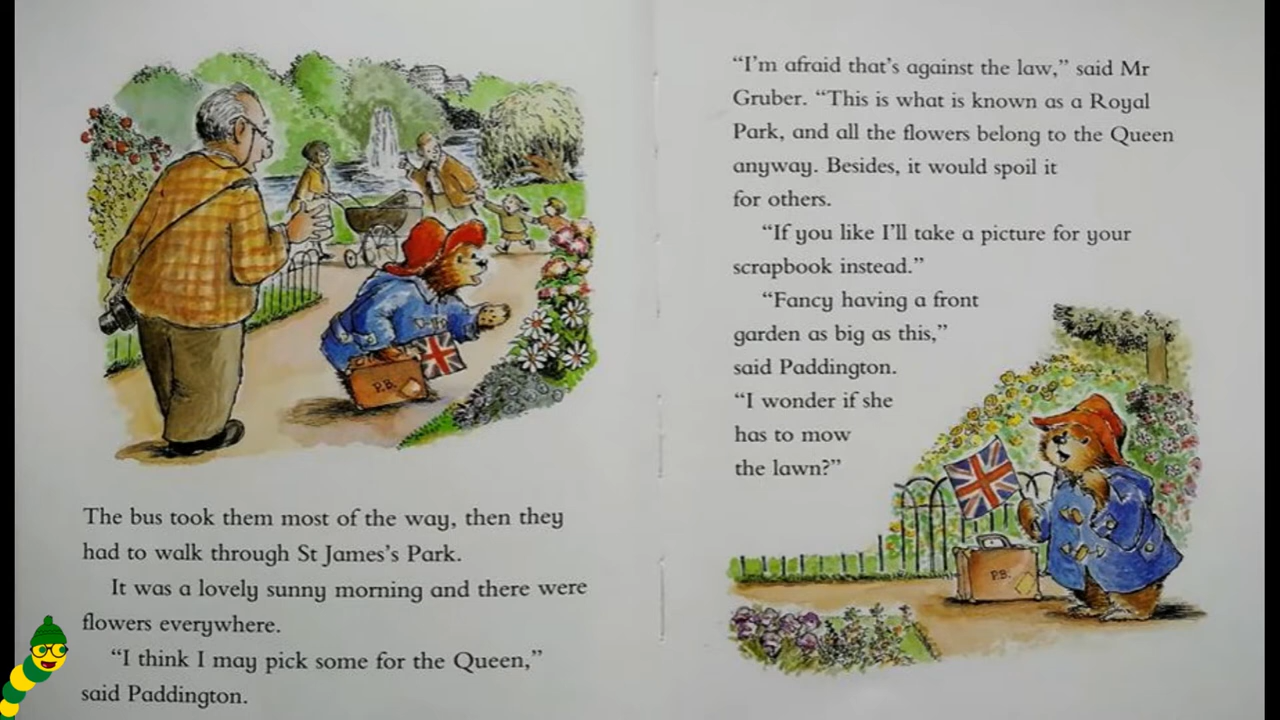 The bus took them most of the way, then they
had to walk through St James's Park.
It was a lovely sunny morning and there were
flowers everywhere.
“I think I may pick some for the Queen,”
said Paddington.
“I'm afraid that's against the law,” said Mr
Gruber. “This is what is known as a Royal
Park, and all the flowers belong to the Queen
anyway. Besides, it would spoil it
for others.
“If you like I'll take a picture for your
scrapbook instead.”
“Fancy having a front
garden as big as this,”
said Paddington.
“I wonder if she
has to mow
the lawn?”
P.B.
P.B.